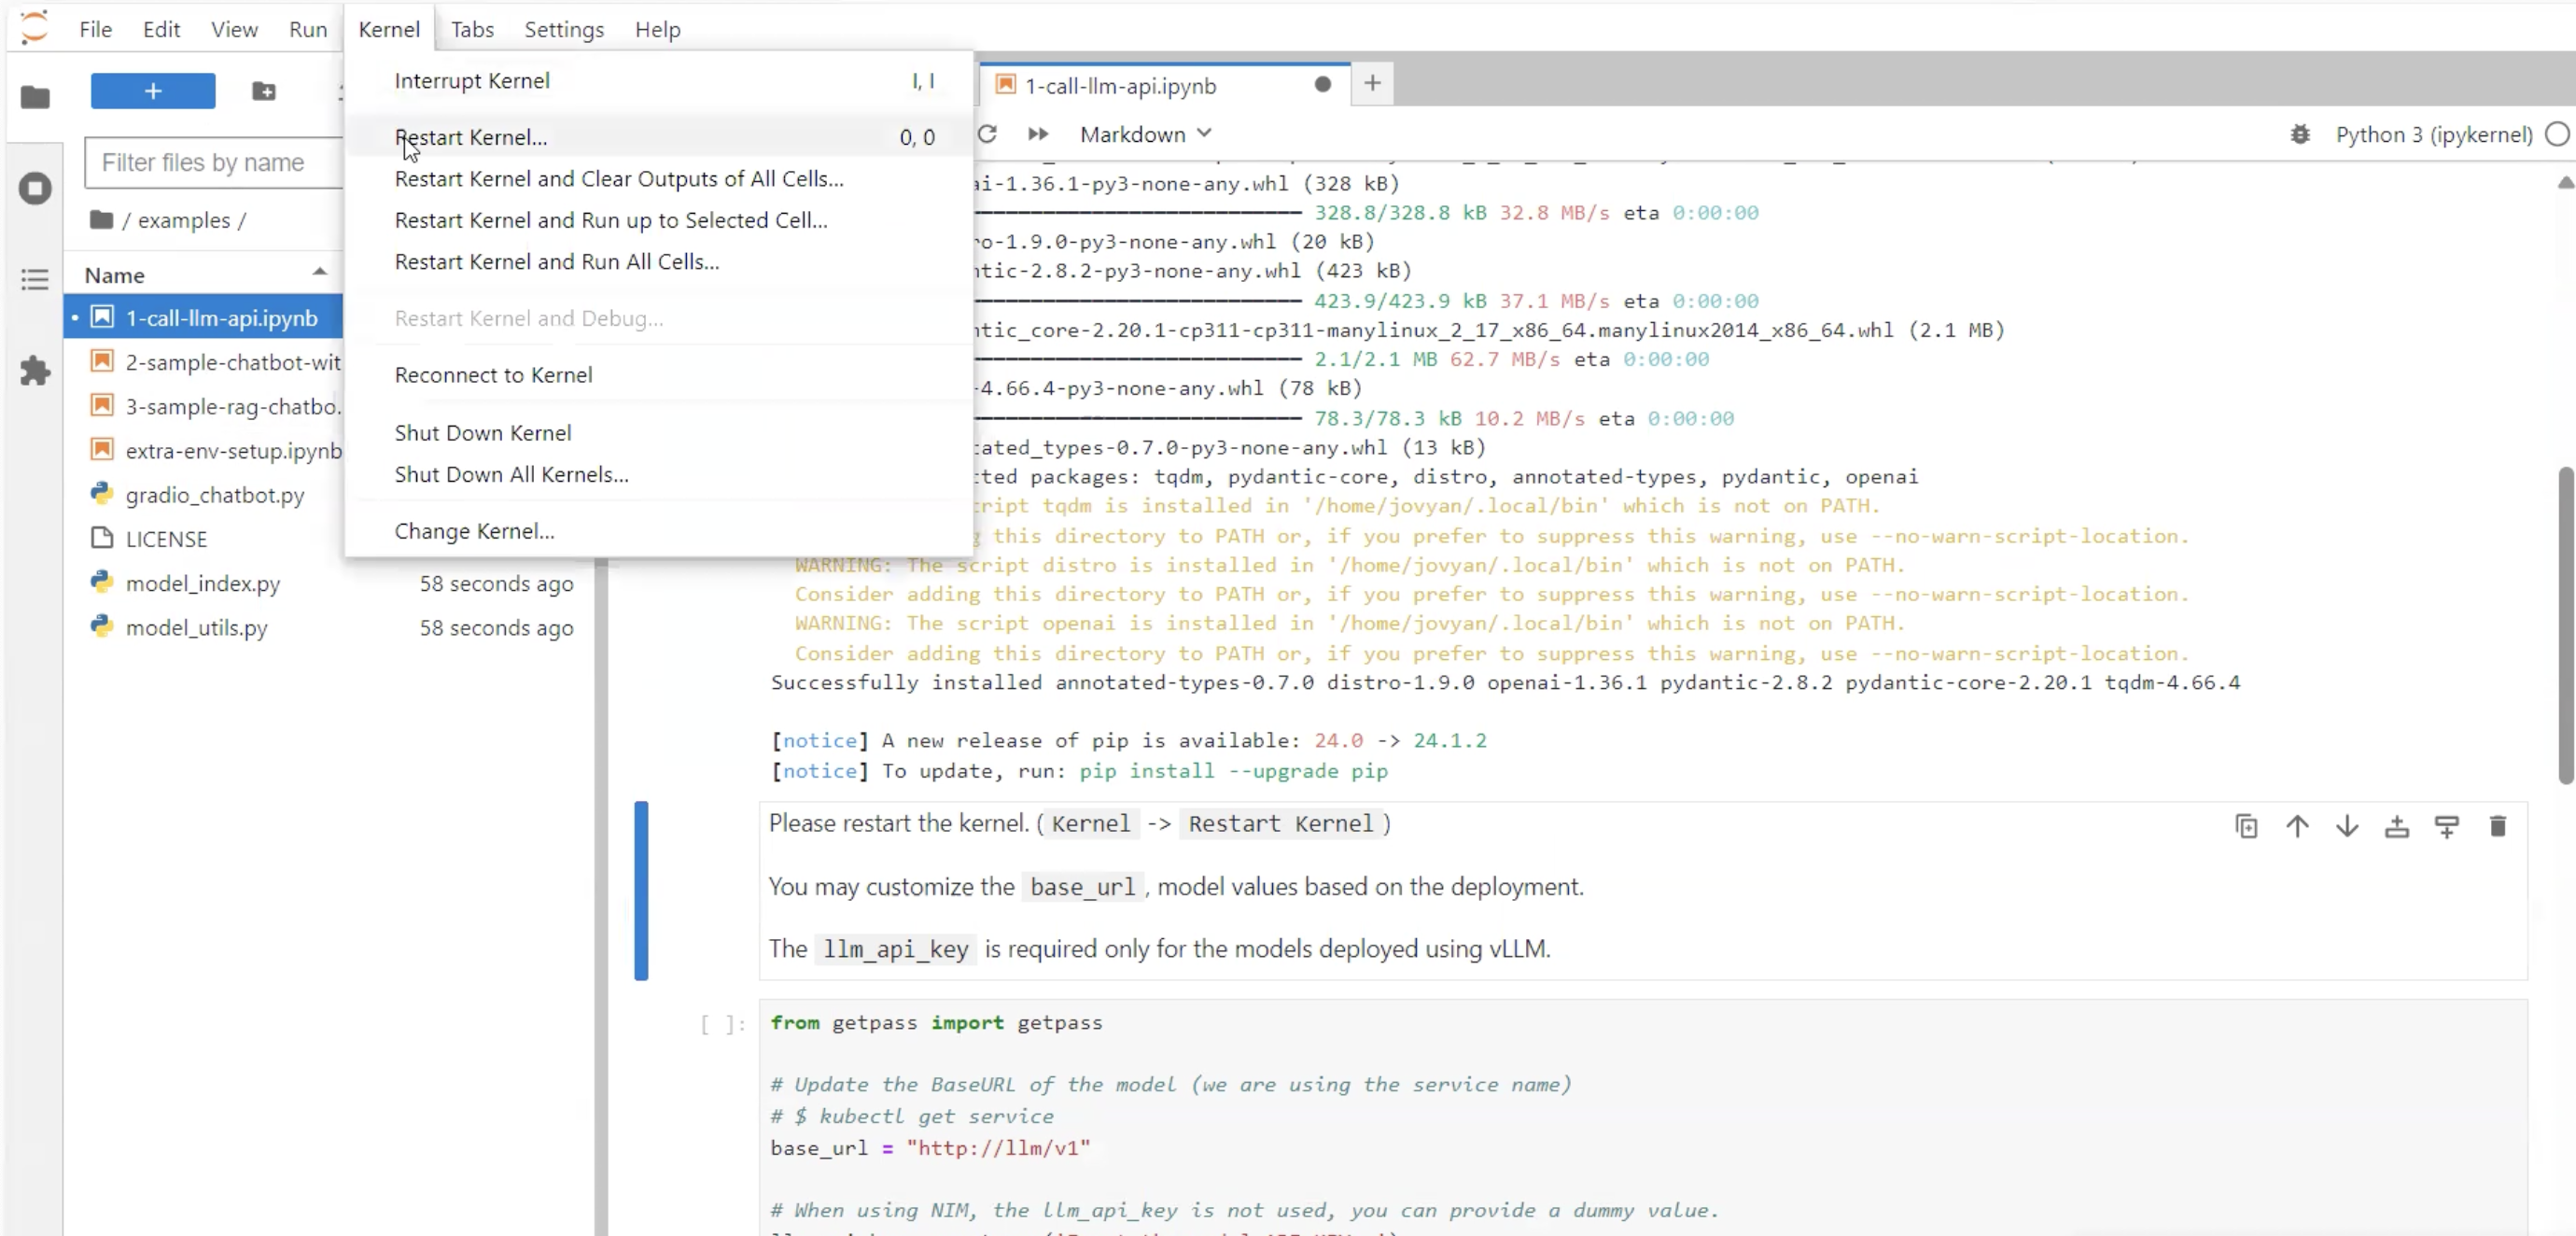 File Edit View Run Kernel Tabs Settings Help
Interrupt Kernel I, I
Restart Kernel... 0, 0
Restart Kernel and Clear Outputs of All Cells...
Restart Kernel and Run up to Selected Cell...
Restart Kernel and Run All Cells...
Restart Kernel and Debug...
Reconnect to Kernel
Shut Down Kernel
Shut Down All Kernels...
Change Kernel...
Filter files by name
/ examples /
Name
1-call-llm-api.ipynb
2-sample-chatbot-wit
3-sample-rag-chatbo.
extra-env-setup.ipynb
gradio_chatbot.py
LICENSE
model_index.py 58 seconds ago
model_utils.py 58 seconds ago
1-call-llm-api.ipynb
Markdown Python 3 (ipykernel)
ai-1.36.1-py3-none-any.whl (328 kB)
328.8/328.8 kB 32.8 MB/s eta 0:00:00
ro-1.9.0-py3-none-any.whl (20 kB)
ntic-2.8.2-py3-none-any.whl (423 kB)
423.9/423.9 kB 37.1 MB/s eta 0:00:00
ntic_core-2.20.1-cp311-cp311-manylinux_2_17_x86_64.manylinux2014_x86_64.whl (2.1 MB)
2.1/2.1 MB 62.7 MB/s eta 0:00:00
-4.66.4-py3-none-any.whl (78 kB)
78.3/78.3 kB 10.2 MB/s eta 0:00:00
tated_types-0.7.0-py3-none-any.whl (13 kB)
ted packages: tqdm, pydantic-core, distro, annotated-types, pydantic, openai
cript tqdm is installed in '/home/jovyan/.local/bin' which is not on PATH.
g this directory to PATH or, if you prefer to suppress this warning, use --no-warn-script-location.
WARNING: The script distro is installed in '/home/jovyan/.local/bin' which is not on PATH.
Consider adding this directory to PATH or, if you prefer to suppress this warning, use --no-warn-script-location.
WARNING: The script openai is installed in '/home/jovyan/.local/bin' which is not on PATH.
Consider adding this directory to PATH or, if you prefer to suppress this warning, use --no-warn-script-location.
Successfully installed annotated-types-0.7.0 distro-1.9.0 openai-1.36.1 pydantic-2.8.2 pydantic-core-2.20.1 tqdm-4.66.4
[notice] A new release of pip is available: 24.0 -> 24.1.2
[notice] To update, run: pip install --upgrade pip
Please restart the kernel. ( Kernel -> Restart Kernel )
You may customize the base_url , model values based on the deployment.
The llm_api_key is required only for the models deployed using vLLM.
[ ]: from getpass import getpass
# Update the BaseURL of the model (we are using the service name)
# $ kubectl get service
base_url = "http://llm/v1"
# When using NIM, the llm_api_key is not used, you can provide a dummy value.